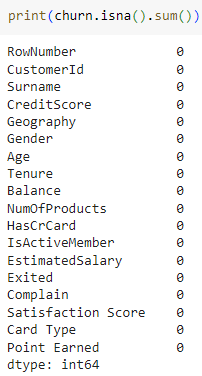 print(churn.isna().sum())
RowNumber 0
CustomerId 0
Surname 0
CreditScore 0
Geography 0
Gender 0
Age 0
Tenure 0
Balance 0
NumOfProducts 0
HasCrCard 0
IsActiveMember 0
EstimatedSalary 0
Exited 0
Complain 0
Satisfaction Score 0
Card Type 0
Point Earned 0
dtype: int64